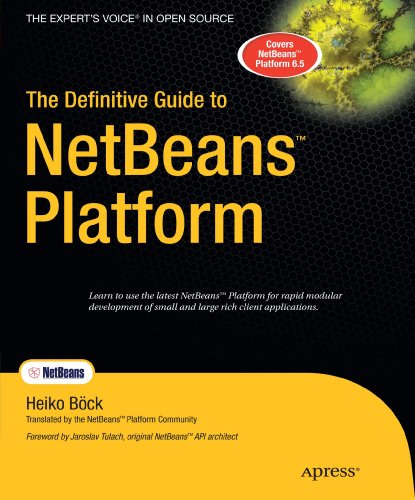 THE EXPERT'S VOICE® IN OPEN SOURCE
Covers
NetBeans™
Platform 6.5
The Definitive Guide to
NetBeans™
Platform
Learn to use the latest NetBeans™ Platform for rapid modular
development of small and large rich client applications.
NetBeans
Heiko Böck
Translated by the NetBeans™ Platform Community
Foreword by Jaroslav Tulach, original NetBeans™ API architect
Apress®